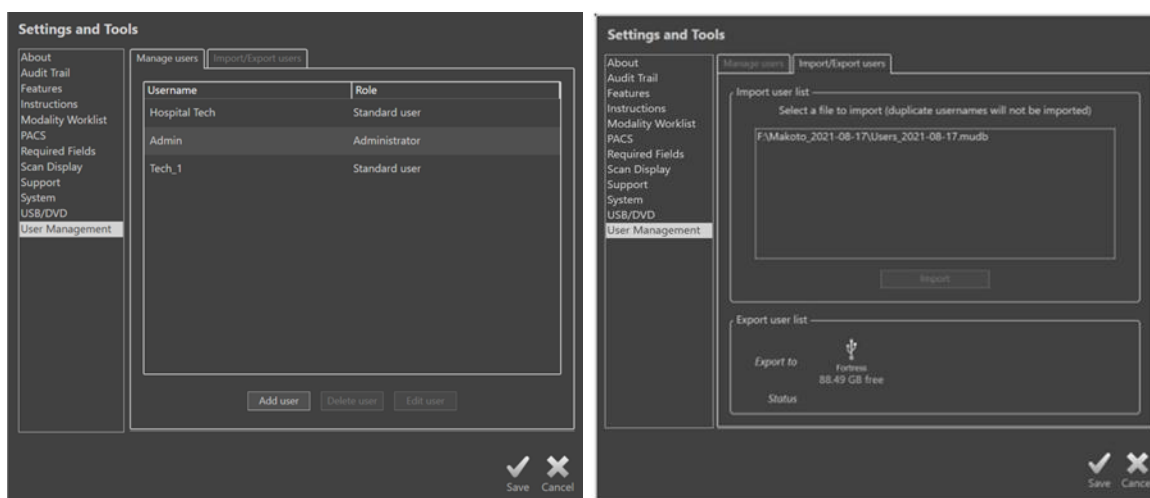 Settings and Tools
About
Audit Trail
Features
Instructions
Modality Worklist
PACS
Required Fields
Scan Display
Support
System
USB/DVD
User Management
Manage users
Import/Export users
Username Role
Hospital Tech Standard user
Admin Administrator
Tech_1 Standard user
Add user
Delete user
Edit user
Save Cancel
Settings and Tools
About
Audit Trail
Features
Instructions
Modality Worklist
PACS
Required Fields
Scan Display
Support
System
USB/DVD
User Management
Manage users
Import/Export users
Import user list
Select a file to import (duplicate usernames will not be imported)
F:\Makoto_2021-08-17\Users_2021-08-17.mudb
Import
Export user list
Export to
Fortress
88.49 GB free
Status
Save Cancel